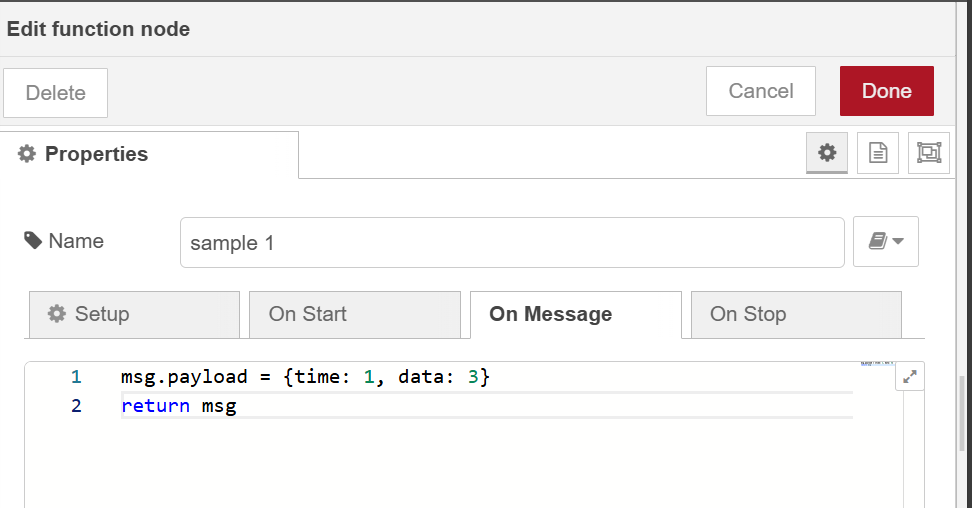 Edit function node
Delete
Cancel
Done
Properties
Name
sample 1
Setup
On Start
On Message
On Stop
1 msg.payload = {time: 1, data: 3}
2 return msg